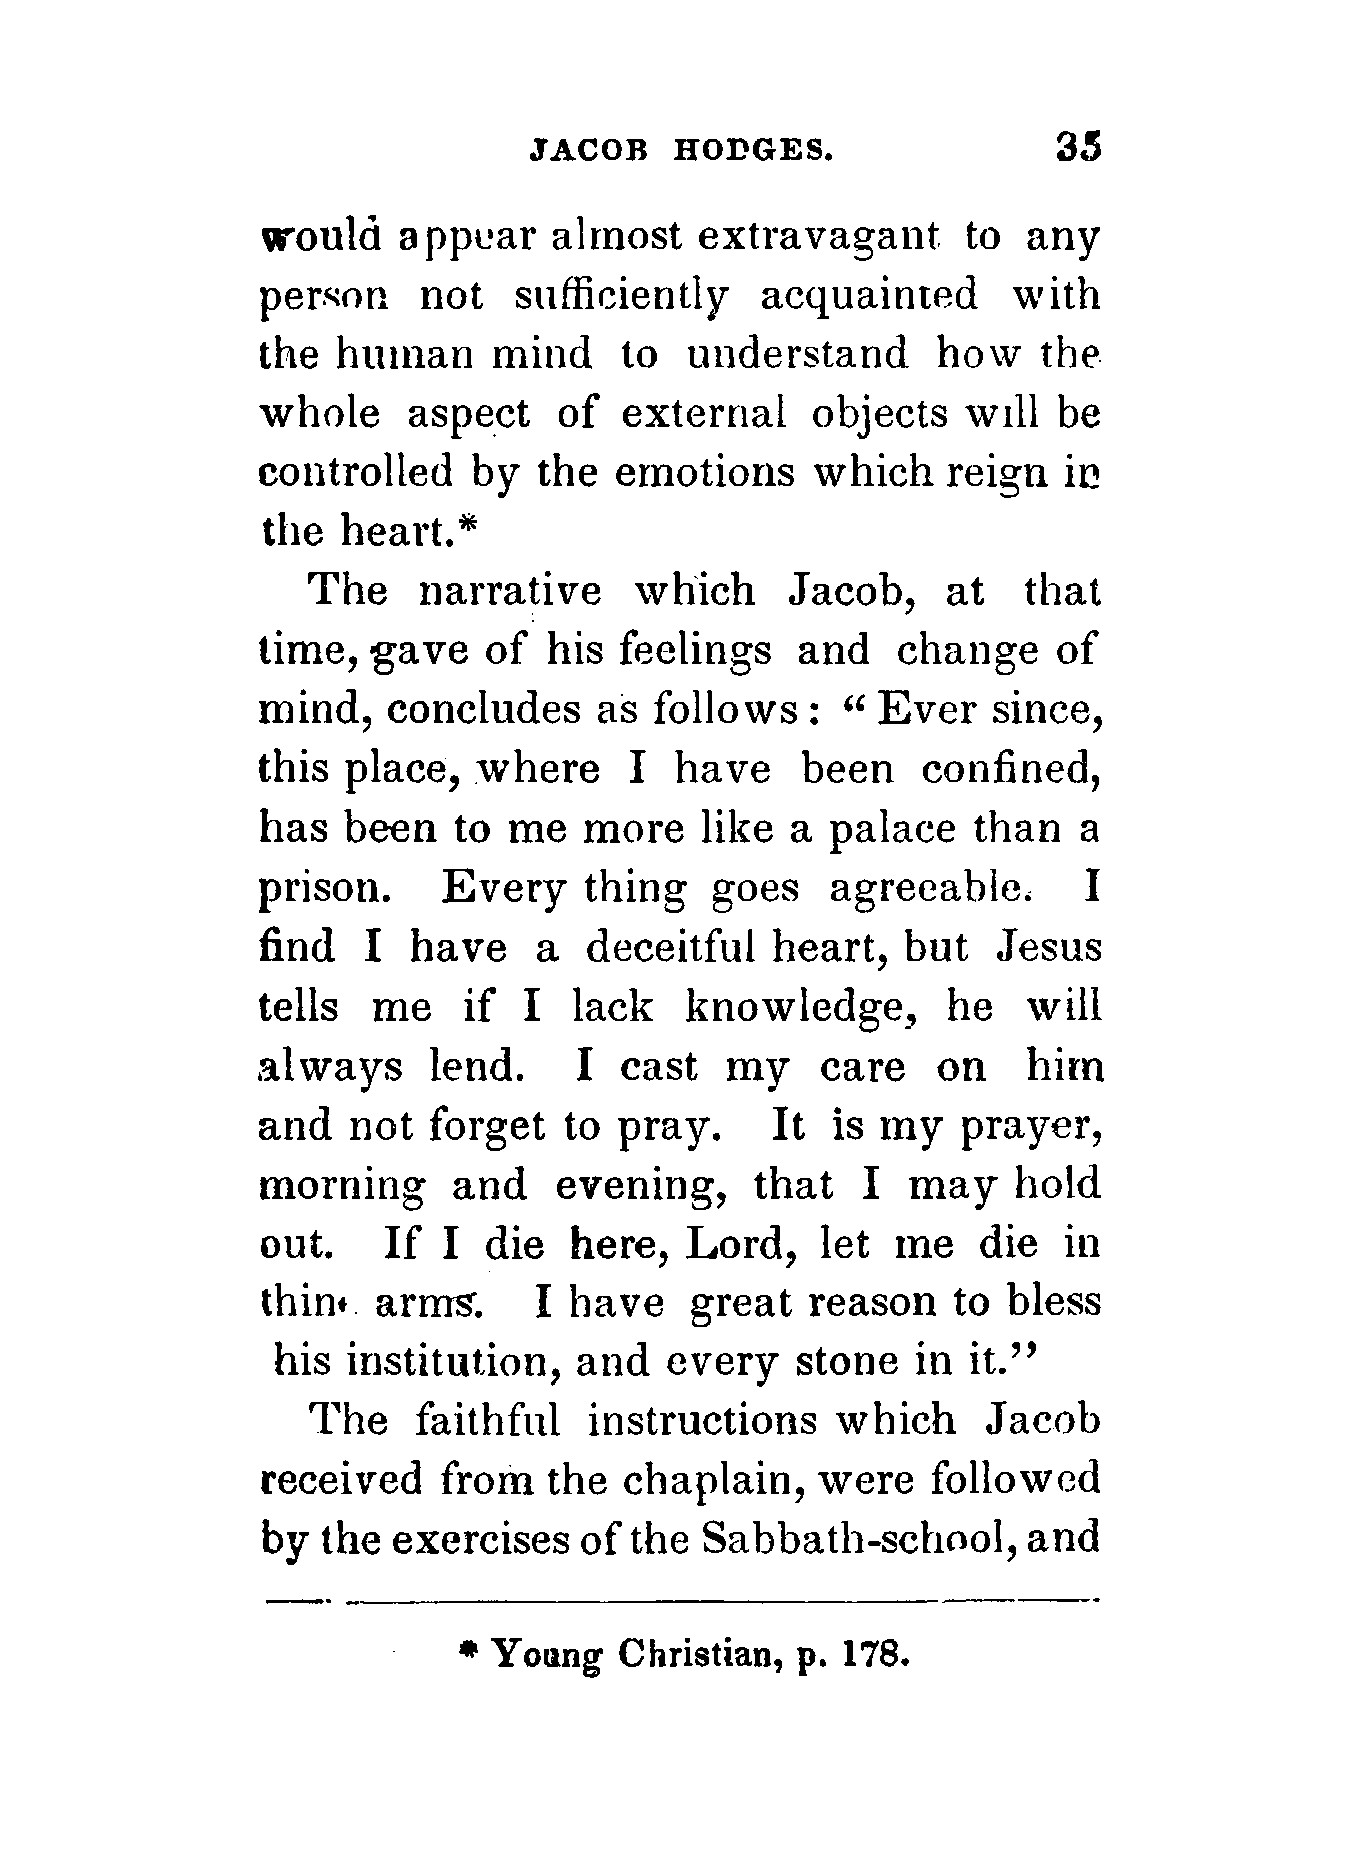 JACOB HODGES. 35
would appear almost extravagant to any
person not sufficiently acquainted with
the human mind to understand how the
whole aspect of external objects will be
controlled by the emotions which reign in
the heart.*
The narrative which Jacob, at that
time, gave of his feelings and change of
mind, concludes as follows: “Ever since,
this place, where I have been confined,
has been to me more like a palace than a
prison. Every thing goes agreeable. I
find I have a deceitful heart, but Jesus
tells me if I lack knowledge, he will
always lend. I cast my care on him
and not forget to pray. It is my prayer,
morning and evening, that I may hold
out. If I die here, Lord, let me die in
thine arms. I have great reason to bless
his institution, and every stone in it.”
The faithful instructions which Jacob
received from the chaplain, were followed
by the exercises of the Sabbath-school, and
* Young Christian, p. 178.